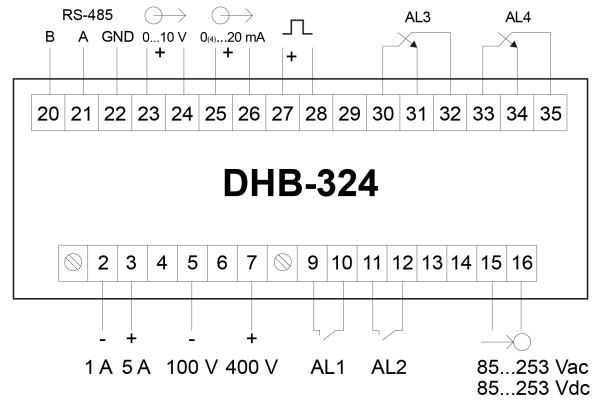 RS-485
AL3 AL4
B A GND 0...10 V 0(4)...20 mA
+ + +
20 21 22 23 24 25 26 27 28 29 30 31 32 33 34 35
DHB-324
2 3 4 5 6 7 9 10 11 12 13 14 15 16
- + - +
1 A 5 A 100 V 400 V AL1 AL2 85...253 Vac
85...253 Vdc